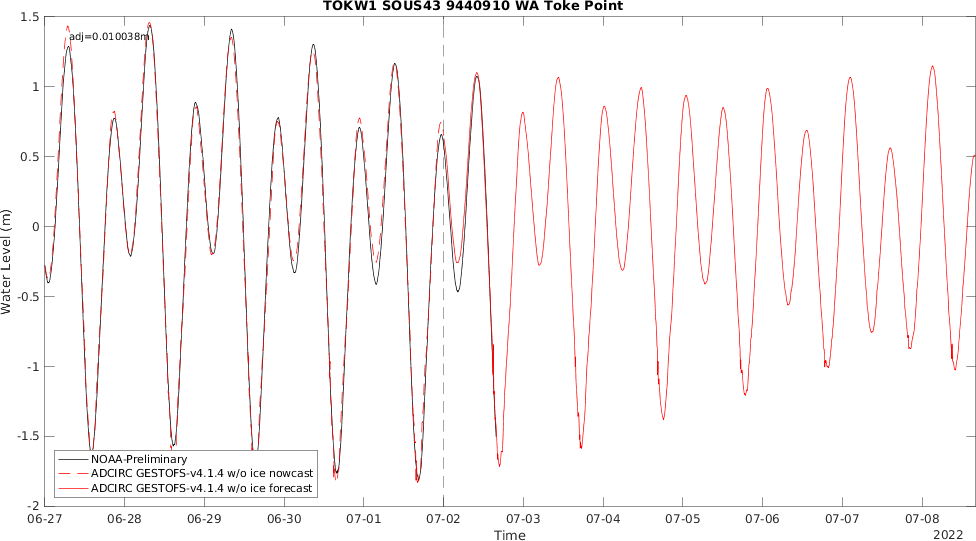 TOKW1 SOUS43 9440910 WA Toke Point
adj=0.010038m
1.5
1
0.5
0
-0.5
-1
-1.5
-2
Water Level (m)
NOAA-Preliminary
ADCIRC GESTOFS-v4.1.4 w/o ice nowcast
ADCIRC GESTOFS-v4.1.4 w/o ice forecast
06-27 06-28 06-29 06-30 07-01 07-02 07-03 07-04 07-05 07-06 07-07 07-08
Time
2022